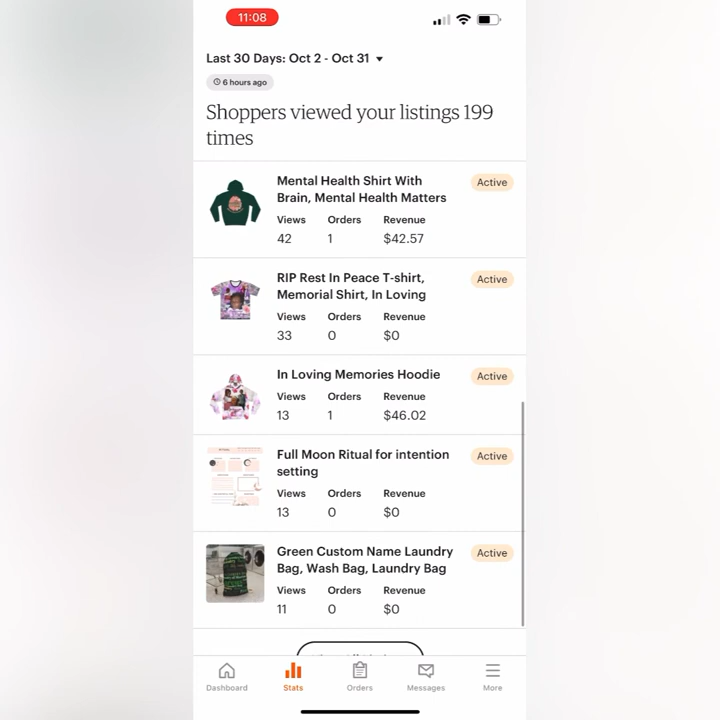 11:08
Last 30 Days: Oct 2 - Oct 31
6 hours ago
Shoppers viewed your listings 199
times
Mental Health Shirt With
Brain, Mental Health Matters
Active
Views Orders Revenue
42 1 $42.57
RIP Rest In Peace T-shirt,
Memorial Shirt, In Loving
Active
Views Orders Revenue
33 0 $0
In Loving Memories Hoodie
Active
Views Orders Revenue
13 1 $46.02
Full Moon Ritual for intention
setting
Active
Views Orders Revenue
13 0 $0
Green Custom Name Laundry
Bag, Wash Bag, Laundry Bag
Active
Views Orders Revenue
11 0 $0
Dashboard Stats Orders Messages More